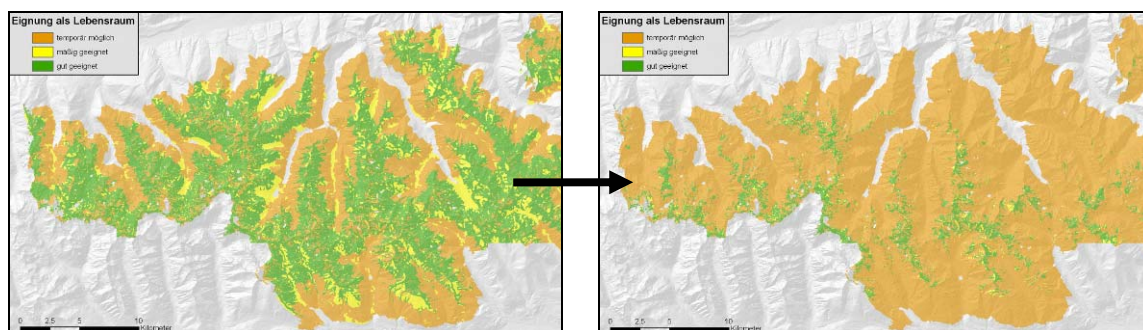 Eignung als Lebensraum
temporär möglich
mäßig geeignet
gut geeignet
0 2,5 5 10
Kilometer
Eignung als Lebensraum
temporär möglich
mäßig geeignet
gut geeignet
0 2,5 5 10
Kilometer